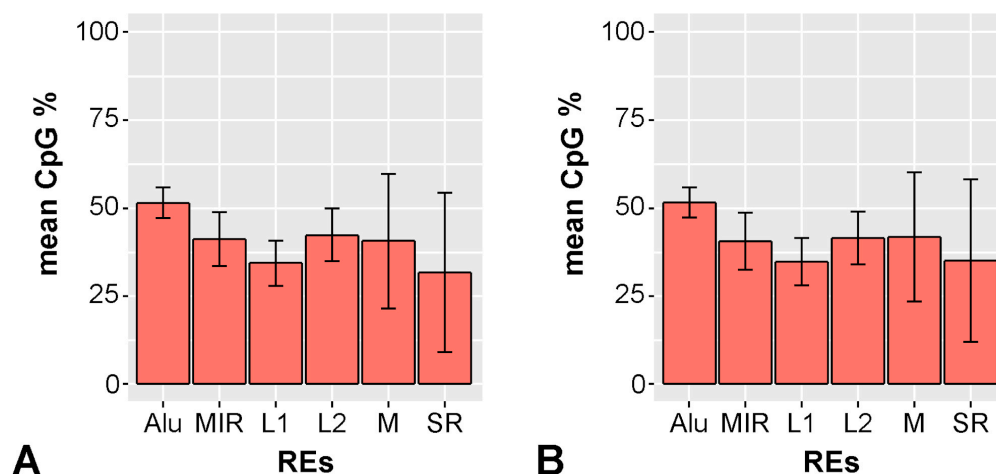 mean CpG %
100
75
50
25
0
Alu MIR L1 L2 M SR
REs
A
mean CpG %
100
75
50
25
0
Alu MIR L1 L2 M SR
REs
B